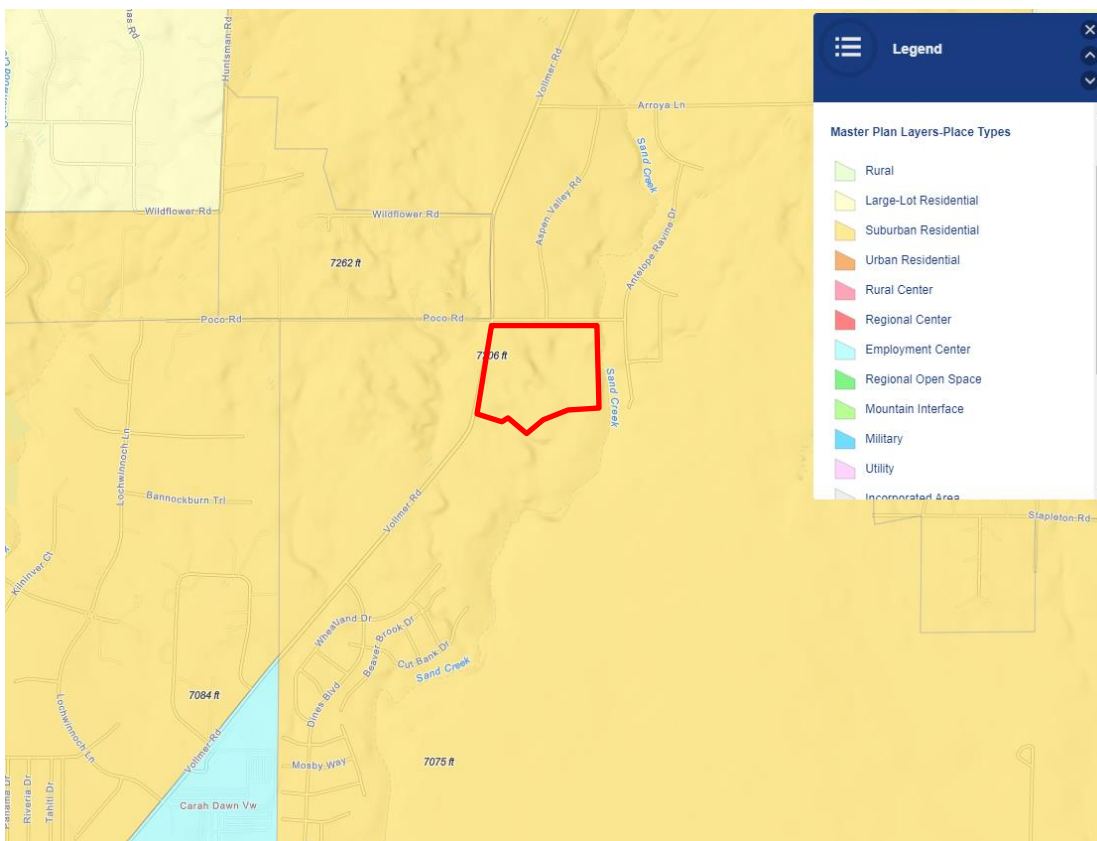 Huntsman Rd
Vollmer Rd
Arroya Ln
Sand Creek
Aspen Valley Rd
Antelope Ravine Dr
Wildflower Rd
Wildflower Rd
7262 ft
Poco Rd
Poco Rd
7206 ft
Sand Creek
Lochwinnoch Ln
Bannockburn Trl
Vollmer Rd
Kilninver Ct
Wheatland Dr
Beaver Brook Dr
Cut Bank Dr
Sand Creek
Dines Blvd
7084 ft
Lochwinnoch Ln
Vollmer Rd
Mosby Way
7075 ft
Carah Dawn Vw
Panama Dr
Riveria Dr
Tahiti Dr
Stapleton Rd
Legend
Master Plan Layers-Place Types
Rural
Large-Lot Residential
Suburban Residential
Urban Residential
Rural Center
Regional Center
Employment Center
Regional Open Space
Mountain Interface
Military
Utility
Incorporated Area